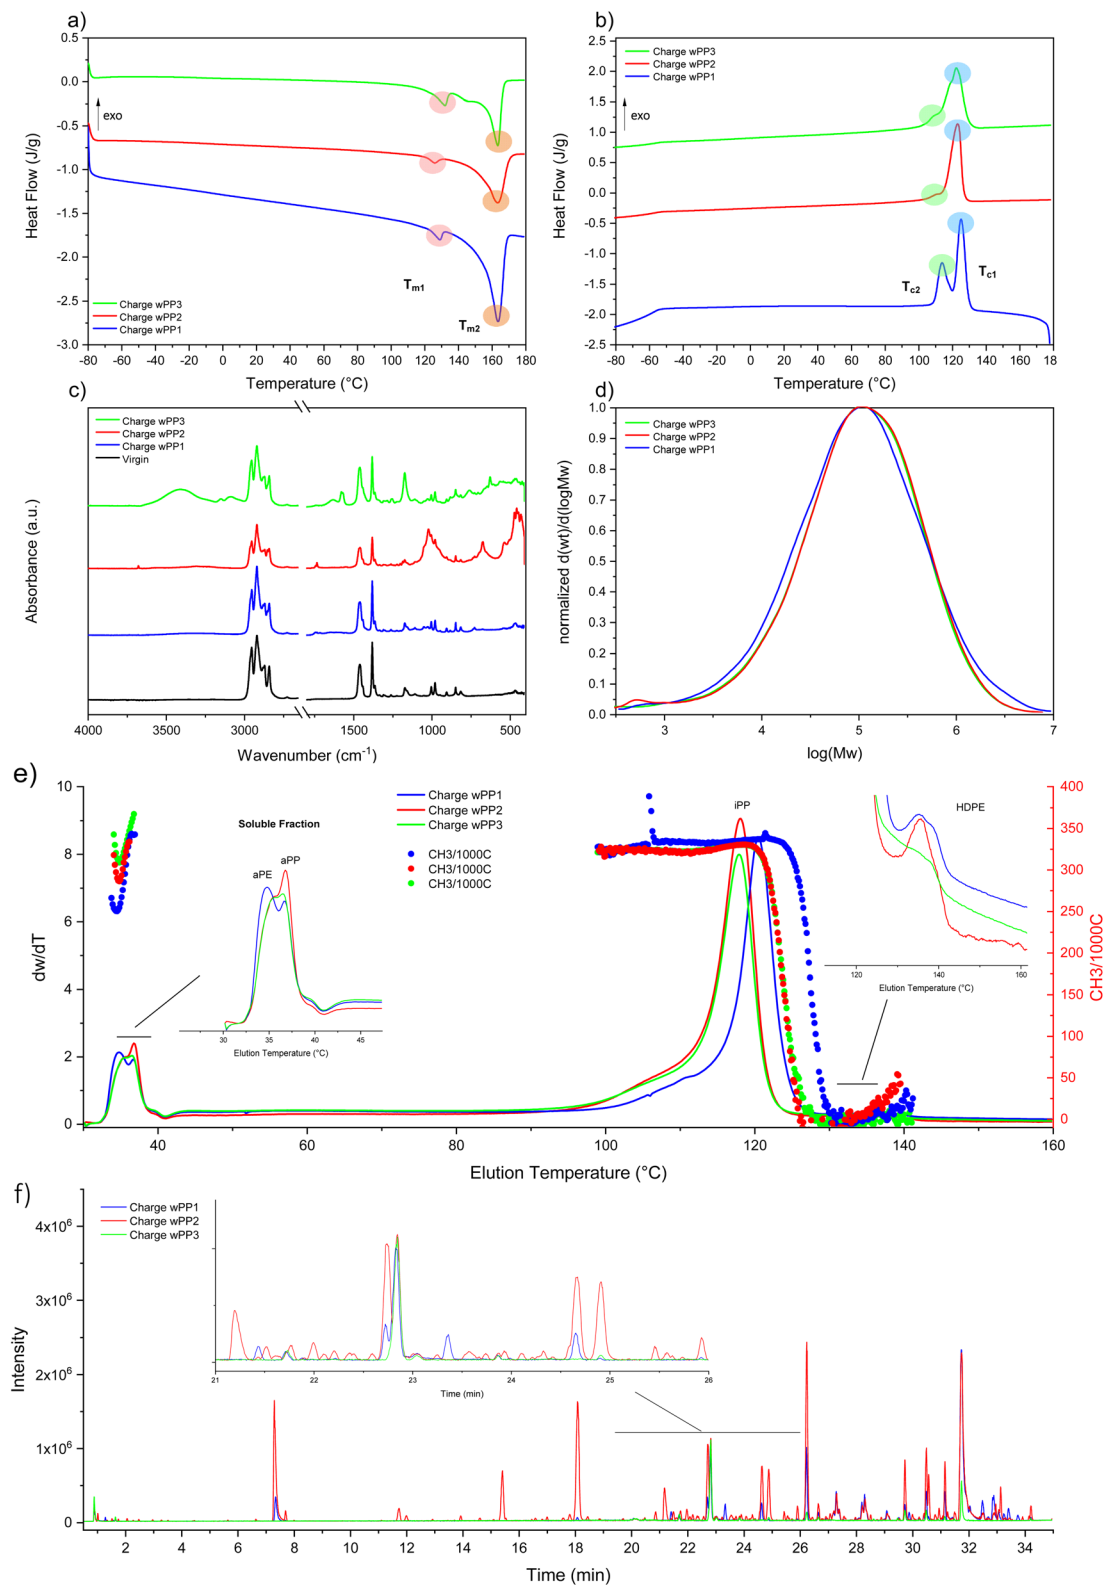 a)
0.5
0.0
-0.5
-1.0
-1.5
-2.0
-2.5
-3.0
Heat Flow (J/g)
exo
Tm1
Tm2
Charge wPP3
Charge wPP2
Charge wPP1
-80 -60 -40 -20 0 20 40 60 80 100 120 140 160 180
Temperature (°C)
b)
2.5
2.0
1.5
1.0
0.5
0.0
-0.5
-1.0
-1.5
-2.0
-2.5
Heat Flow (J/g)
Charge wPP3
Charge wPP2
Charge wPP1
exo
Tc2
Tc1
-80 -60 -40 -20 0 20 40 60 80 100 120 140 160 180
Temperature (°C)
c)
Charge wPP3
Charge wPP2
Charge wPP1
Virgin
Absorbance (a.u.)
4000 3000 1500 1000 500
Wavenumber (cm-1)
d)
1.0
0.9
0.8
0.7
0.6
0.5
0.4
0.3
0.2
0.1
0.0
normalized d(wt)/d(logMw)
Charge wPP3
Charge wPP2
Charge wPP1
3 4 5 6 7
log(Mw)
e)
10
8
6
4
2
0
dw/dT
Charge wPP1
Charge wPP2
Charge wPP3
CH3/1000C
CH3/1000C
CH3/1000C
Soluble Fraction
aPE
aPP
30 35 40 45
Elution Temperature (°C)
iPP
HDPE
120 140 160
Elution Temperature (°C)
400
350
300
250
200
150
100
50
0
CH3/1000C
40 60 80 100 120 140 160
Elution Temperature (°C)
f)
Charge wPP1
Charge wPP2
Charge wPP3
4x10⁶
3x10⁶
2x10⁶
1x10⁶
0
Intensity
21 22 23 24 25 26
Time (min)
2 4 6 8 10 12 14 16 18 20 22 24 26 28 30 32 34
Time (min)